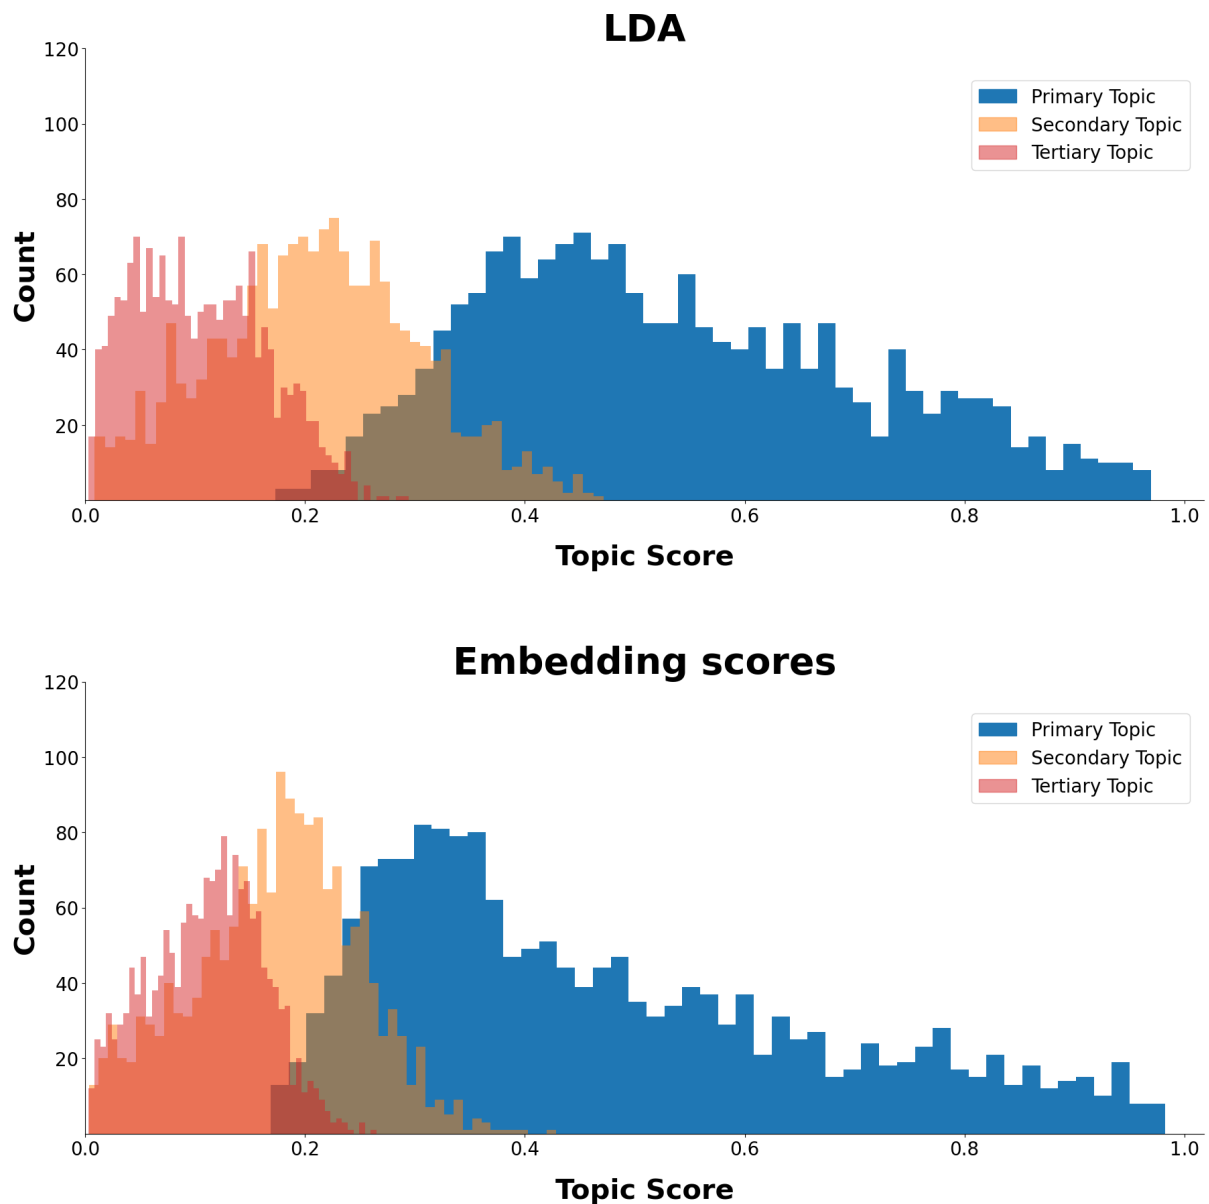 LDA
120
100
80
60
40
20
Count
Primary Topic
Secondary Topic
Tertiary Topic
0.0 0.2 0.4 0.6 0.8 1.0
Topic Score
Embedding scores
120
100
80
60
40
20
Count
Primary Topic
Secondary Topic
Tertiary Topic
0.0 0.2 0.4 0.6 0.8 1.0
Topic Score